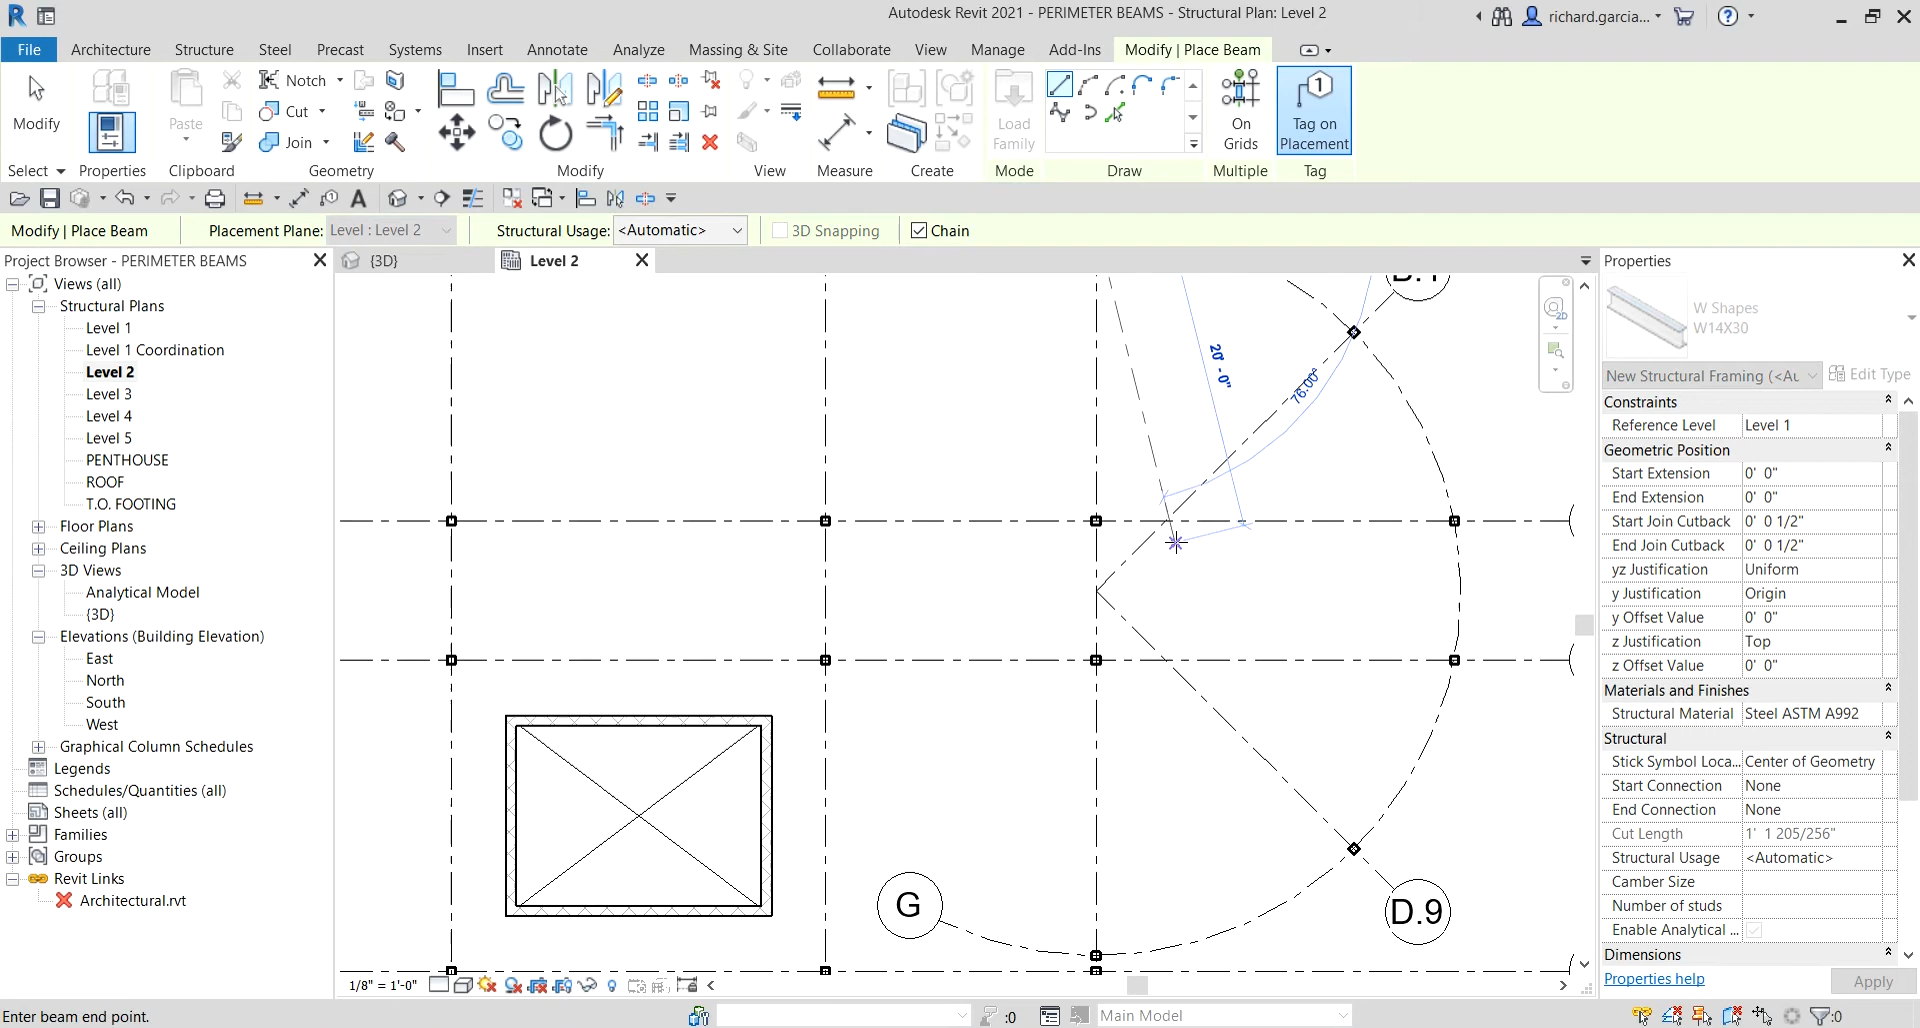 Autodesk Revit 2021 - PERIMETER BEAMS - Structural Plan: Level 2
richard.garcia...
File Architecture Structure Steel Precast Systems Insert Annotate Analyze Massing & Site Collaborate View Manage Add-Ins Modify | Place Beam
Modify
Paste
Notch
Cut
Join
Load Family
On Grids
Tag on Placement
Select Properties Clipboard Geometry Modify View Measure Create Mode Draw Multiple Tag
Modify | Place Beam Placement Plane: Level : Level 2 Structural Usage: <Automatic> 3D Snapping Chain
Project Browser - PERIMETER BEAMS
Views (all)
Structural Plans
Level 1
Level 1 Coordination
Level 2
Level 3
Level 4
Level 5
PENTHOUSE
ROOF
T.O. FOOTING
Floor Plans
Ceiling Plans
3D Views
Analytical Model
{3D}
Elevations (Building Elevation)
East
North
South
West
Graphical Column Schedules
Legends
Schedules/Quantities (all)
Sheets (all)
Families
Groups
Revit Links
Architectural.rvt
{3D} Level 2
D.1
20' - 0"
76.00°
2D
G
D.9
1/8" = 1'-0"
Properties
W Shapes
W14X30
New Structural Framing (<Au Edit Type
Constraints
Reference Level Level 1
Geometric Position
Start Extension 0' 0"
End Extension 0' 0"
Start Join Cutback 0' 0 1/2"
End Join Cutback 0' 0 1/2"
yz Justification Uniform
y Justification Origin
y Offset Value 0' 0"
z Justification Top
z Offset Value 0' 0"
Materials and Finishes
Structural Material Steel ASTM A992
Structural
Stick Symbol Loca... Center of Geometry
Start Connection None
End Connection None
Cut Length 1' 1 205/256"
Structural Usage <Automatic>
Camber Size
Number of studs
Enable Analytical ...
Dimensions
Properties help Apply
Enter beam end point. :0 Main Model :0